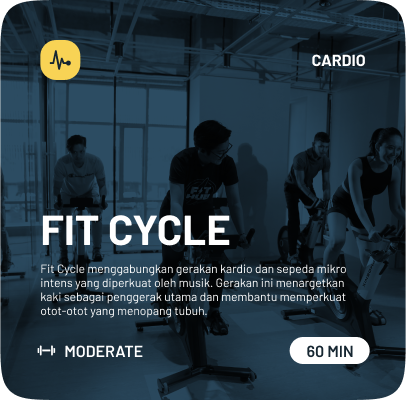 CARDIO
FIT CYCLE
Fit Cycle menggabungkan gerakan kardio dan sepeda mikro
intens yang diperkuat oleh musik. Gerakan ini menargetkan
kaki sebagai penggerak utama dan membantu memperkuat
otot-otot yang menopang tubuh.
MODERATE
60 MIN